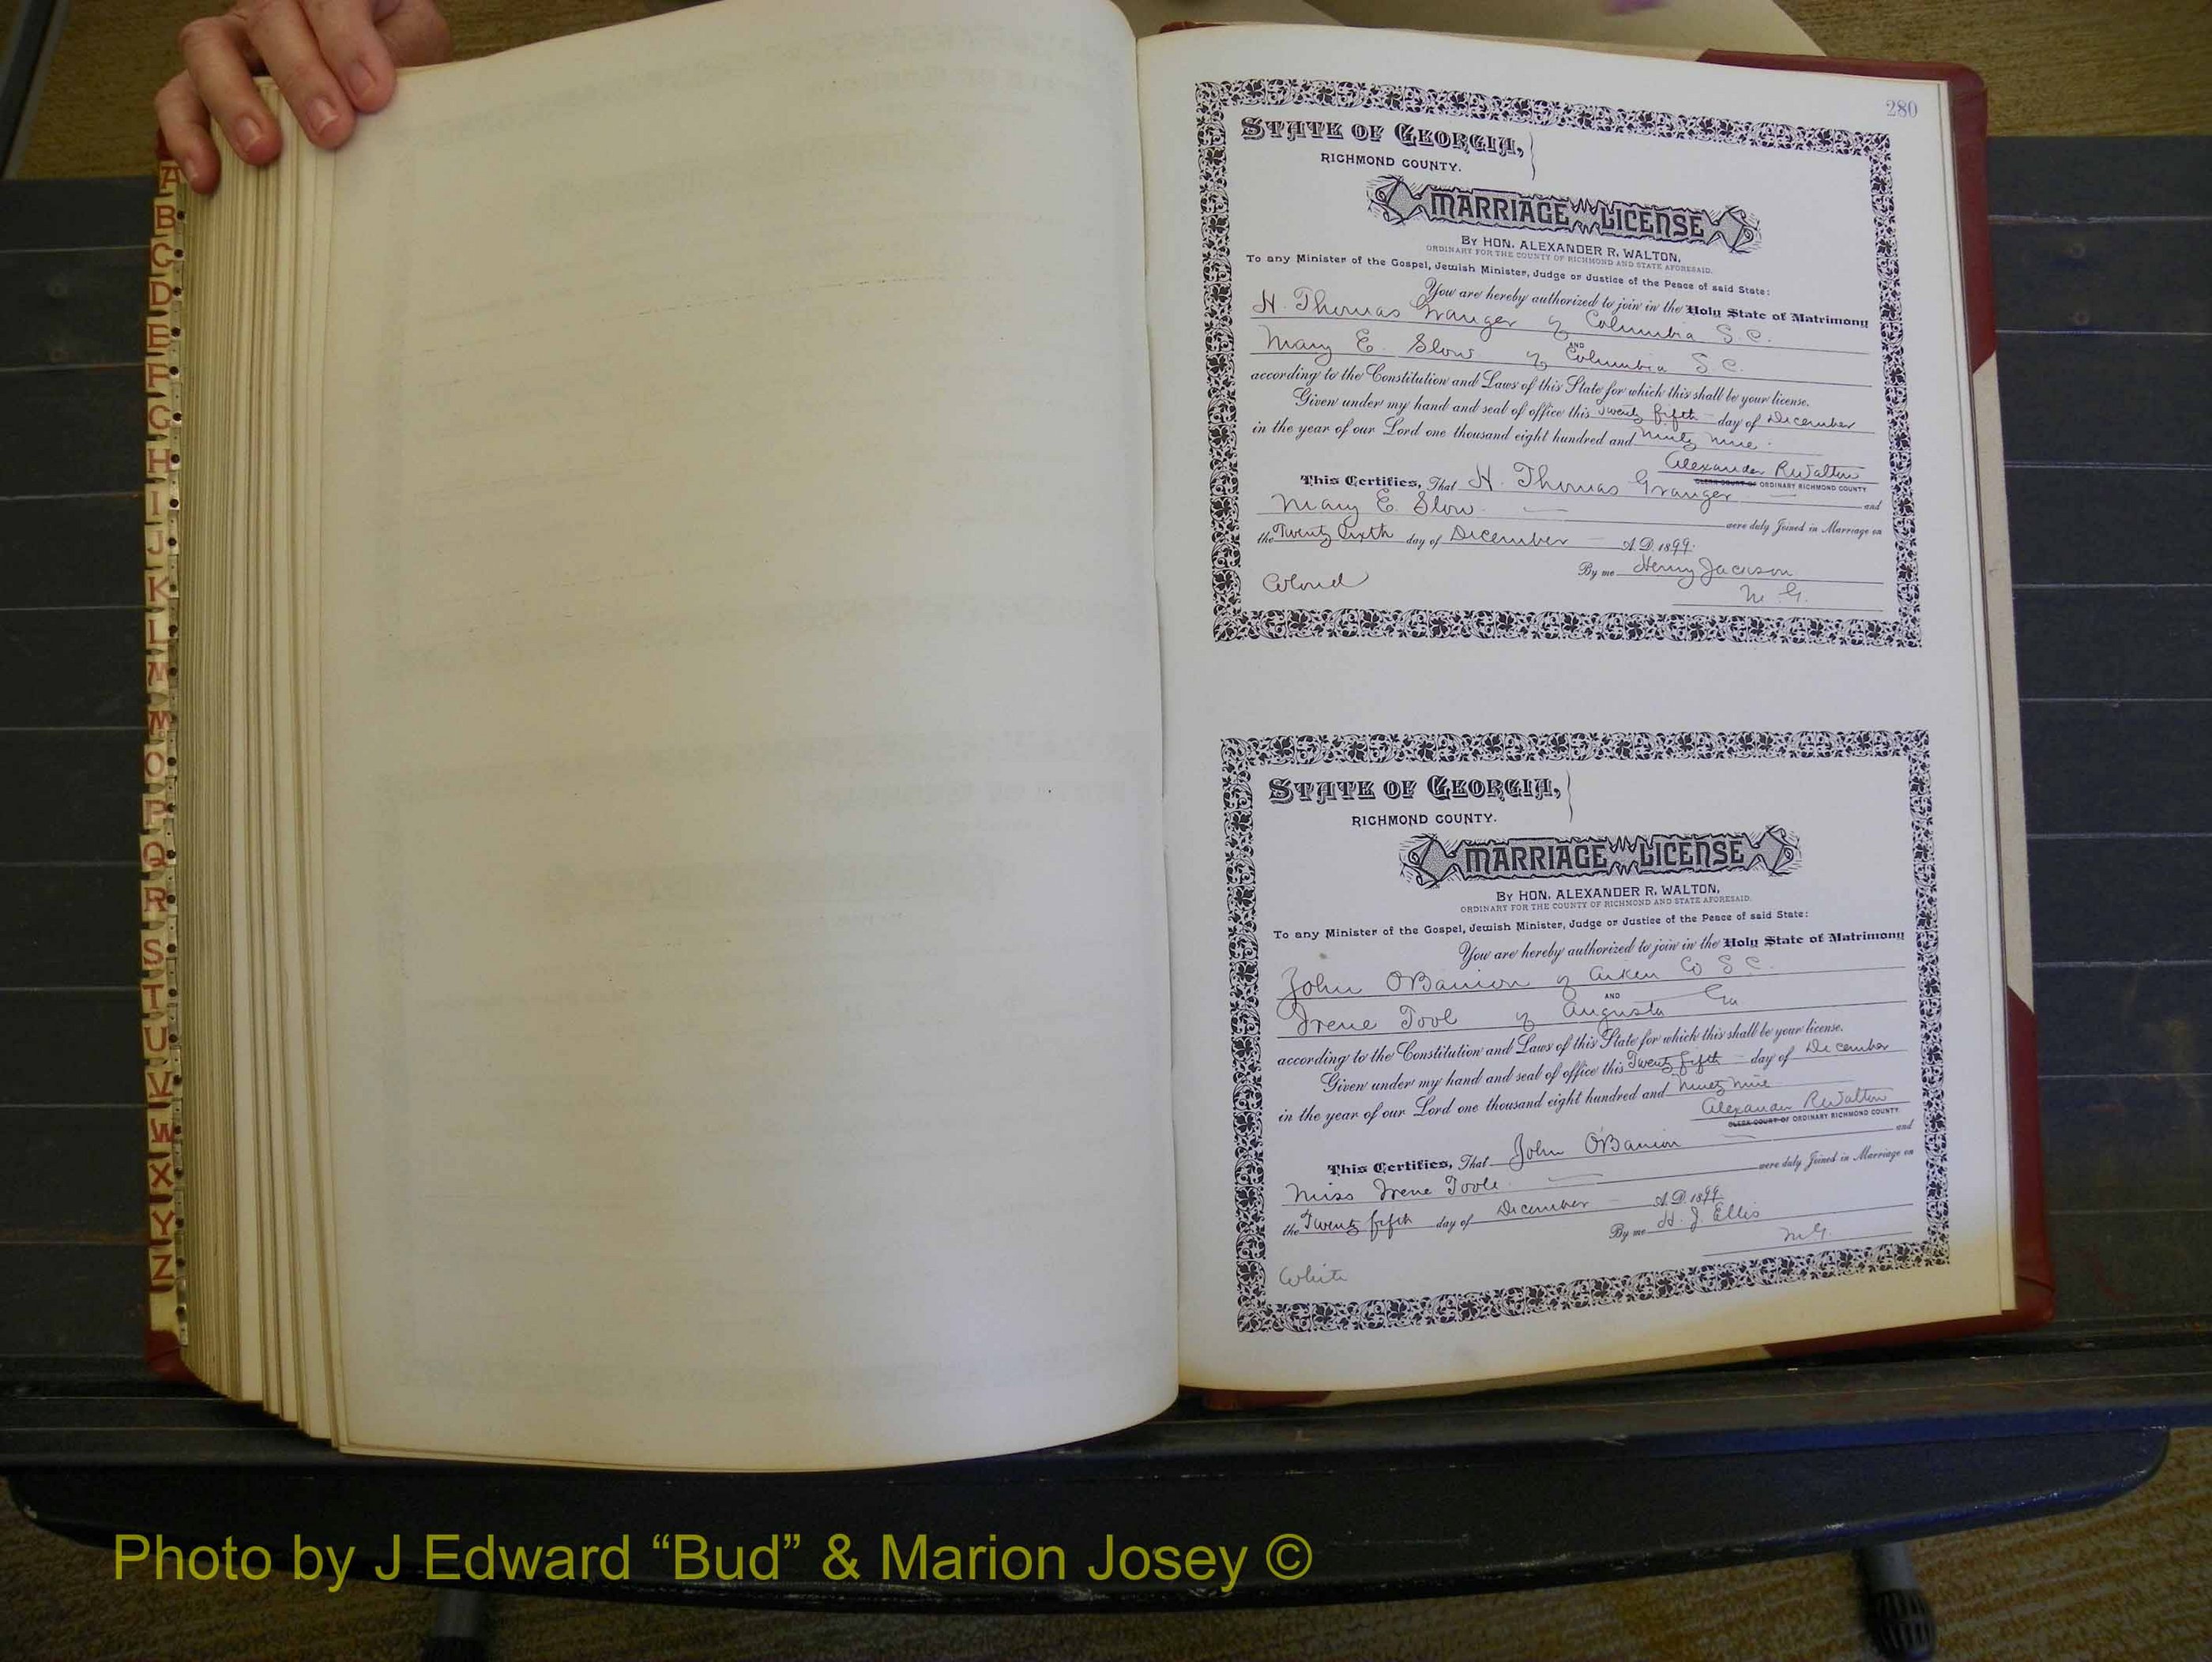 A
B
C
D
E
F
G
H
I
J
K
L
M
M
O
P
Q
R
S
T
U
V
W
X
Y
Z
280
STATE OF GEORGIA,
RICHMOND COUNTY.
MARRIAGE LICENSE
By HON. ALEXANDER R. WALTON,
ORDINARY FOR THE COUNTY OF RICHMOND AND STATE AFORESAID.
To any Minister of the Gospel, Jewish Minister, Judge or Justice of the Peace of said State:
You are hereby authorized to join in the Holy State of Matrimony
H. Thomas Granger of Columbia S.C.
AND
Mary E. Slow of Columbia S.C.
according to the Constitution and Laws of this State for which this shall be your license.
Given under my hand and seal of office this Twenty fifth day of December
in the year of our Lord one thousand eight hundred and Ninety nine.
Alexander R Walton
CLERK COURT OF ORDINARY RICHMOND COUNTY
This Certifies, That H. Thomas Granger and
Mary E. Slow. were duly Joined in Marriage on
the Twenty Sixth day of December A.D. 1899.
By me Henry Jackson
M.G.
Colored
STATE OF GEORGIA,
RICHMOND COUNTY.
MARRIAGE LICENSE
By HON. ALEXANDER R. WALTON,
ORDINARY FOR THE COUNTY OF RICHMOND AND STATE AFORESAID.
To any Minister of the Gospel, Jewish Minister, Judge or Justice of the Peace of said State:
You are hereby authorized to join in the Holy State of Matrimony
John OBanion of Aiken Co S.C.
AND
Irene Tool of Augusta Ga
according to the Constitution and Laws of this State for which this shall be your license.
Given under my hand and seal of office this Twenty fifth day of December
in the year of our Lord one thousand eight hundred and Ninety nine
Alexander R Walton
CLERK COURT OF ORDINARY RICHMOND COUNTY
This Certifies, That John O'Banion and
Miss Irene Toole were duly Joined in Marriage on
the Twenty fifth day of December A.D. 1899.
By me H. J. Ellis
M.G.
White
Photo by J Edward “Bud” & Marion Josey ©